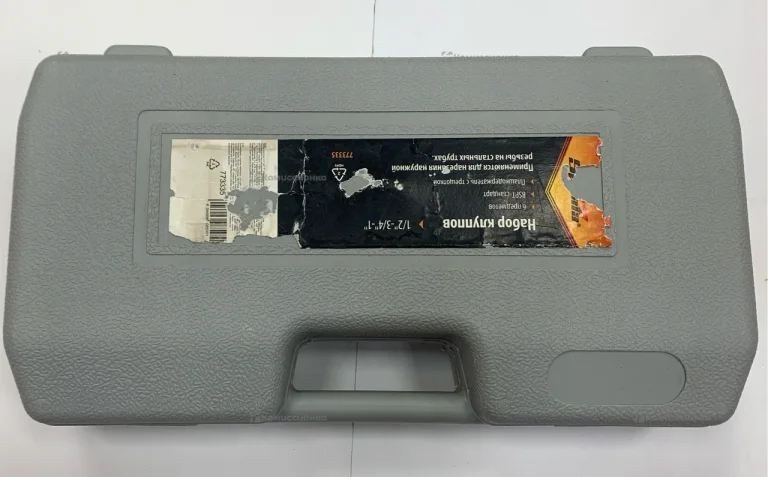 Набор клуппов
1/2"-3/4"-1"
6 предметов
BSPT-стандарт
Плашкодержатель с трещоткой
Применяются для нарезания наружной
резьбы на стальных трубах.
773335
773335